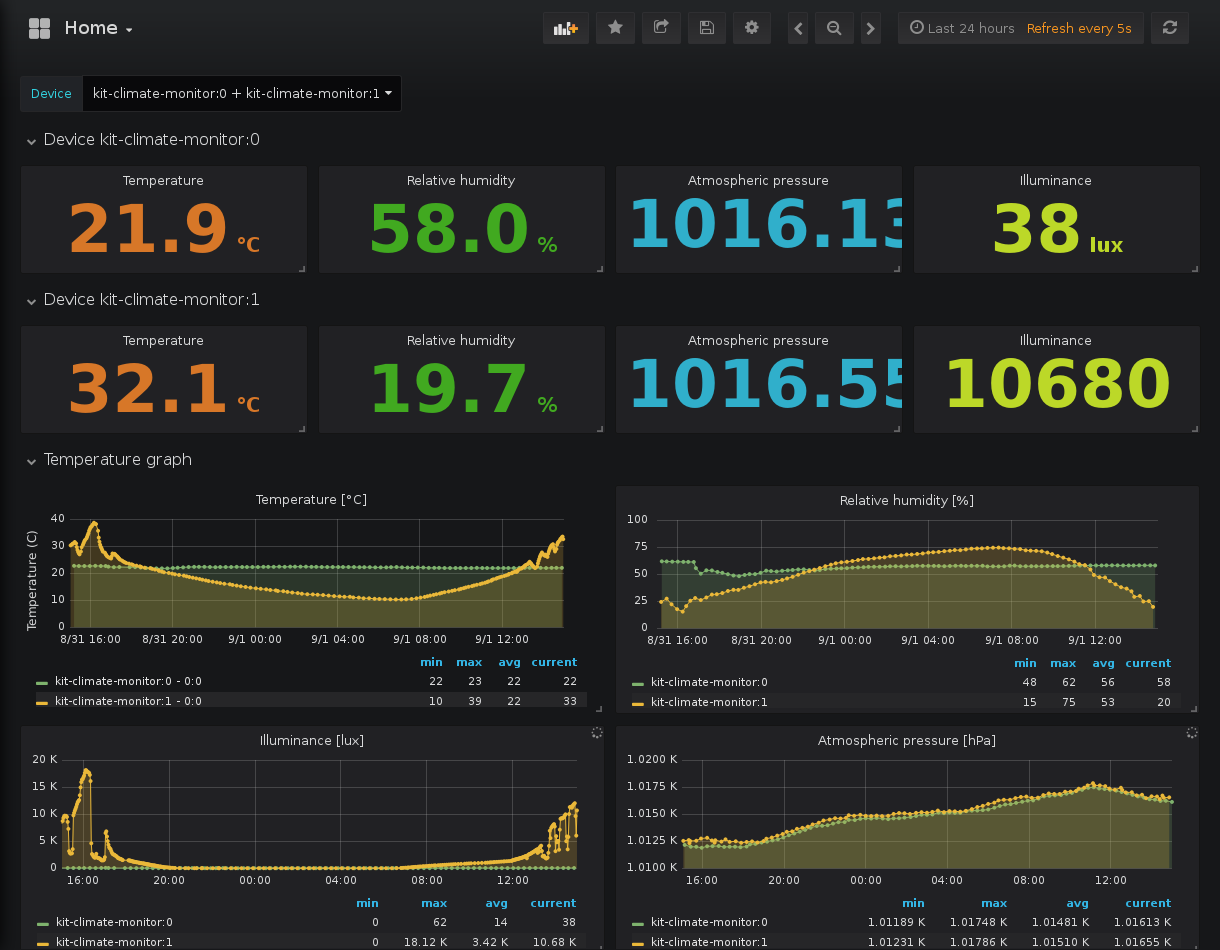 Home
Last 24 hours Refresh every 5s
Device kit-climate-monitor:0 + kit-climate-monitor:1
Device kit-climate-monitor:0
Temperature Relative humidity Atmospheric pressure Illuminance
21.9 °C 58.0 % 1016.13 38 lux
Device kit-climate-monitor:1
Temperature Relative humidity Atmospheric pressure Illuminance
32.1 °C 19.7 % 1016.55 10680
Temperature graph
Temperature [°C]
Temperature (C)
40
30
20
10
0
8/31 16:00 8/31 20:00 9/1 00:00 9/1 04:00 9/1 08:00 9/1 12:00
min max avg current
kit-climate-monitor:0 - 0:0 22 23 22 22
kit-climate-monitor:1 - 0:0 10 39 22 33
Relative humidity [%]
100
75
50
25
0
8/31 16:00 8/31 20:00 9/1 00:00 9/1 04:00 9/1 08:00 9/1 12:00
min max avg current
kit-climate-monitor:0 48 62 56 58
kit-climate-monitor:1 15 75 53 20
Illuminance [lux]
20 K
15 K
10 K
5 K
0
16:00 20:00 00:00 04:00 08:00 12:00
min max avg current
kit-climate-monitor:0 0 62 14 38
kit-climate-monitor:1 0 18.12 K 3.42 K 10.68 K
Atmospheric pressure [hPa]
1.0200 K
1.0175 K
1.0150 K
1.0125 K
1.0100 K
16:00 20:00 00:00 04:00 08:00 12:00
min max avg current
kit-climate-monitor:0 1.01189 K 1.01748 K 1.01481 K 1.01613 K
kit-climate-monitor:1 1.01231 K 1.01786 K 1.01510 K 1.01655 K